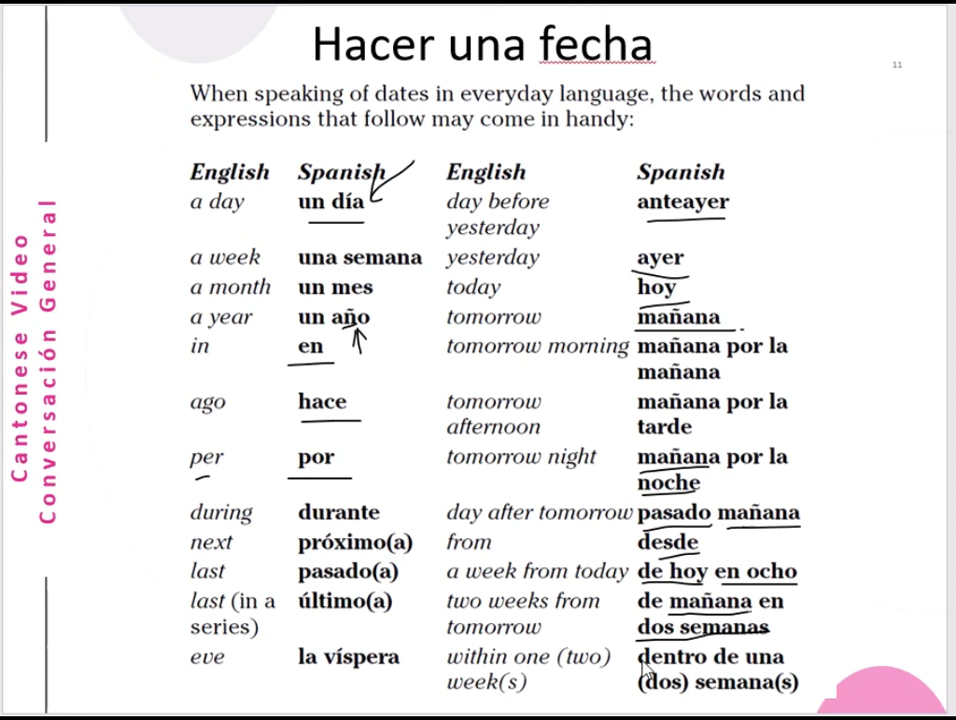 Hacer una fecha
11
When speaking of dates in everyday language, the words and
expressions that follow may come in handy:
English Spanish English Spanish
a day un día day before anteayer
yesterday
a week una semana yesterday ayer
a month un mes today hoy
a year un año tomorrow mañana
in en tomorrow morning mañana por la
mañana
ago hace tomorrow mañana por la
afternoon tarde
per por tomorrow night mañana por la
noche
during durante day after tomorrow pasado mañana
next próximo(a) from desde
last pasado(a) a week from today de hoy en ocho
last (in a último(a) two weeks from de mañana en
series) tomorrow dos semanas
eve la víspera within one (two) dentro de una
week(s) (dos) semana(s)
Cantonese Video
Conversación General